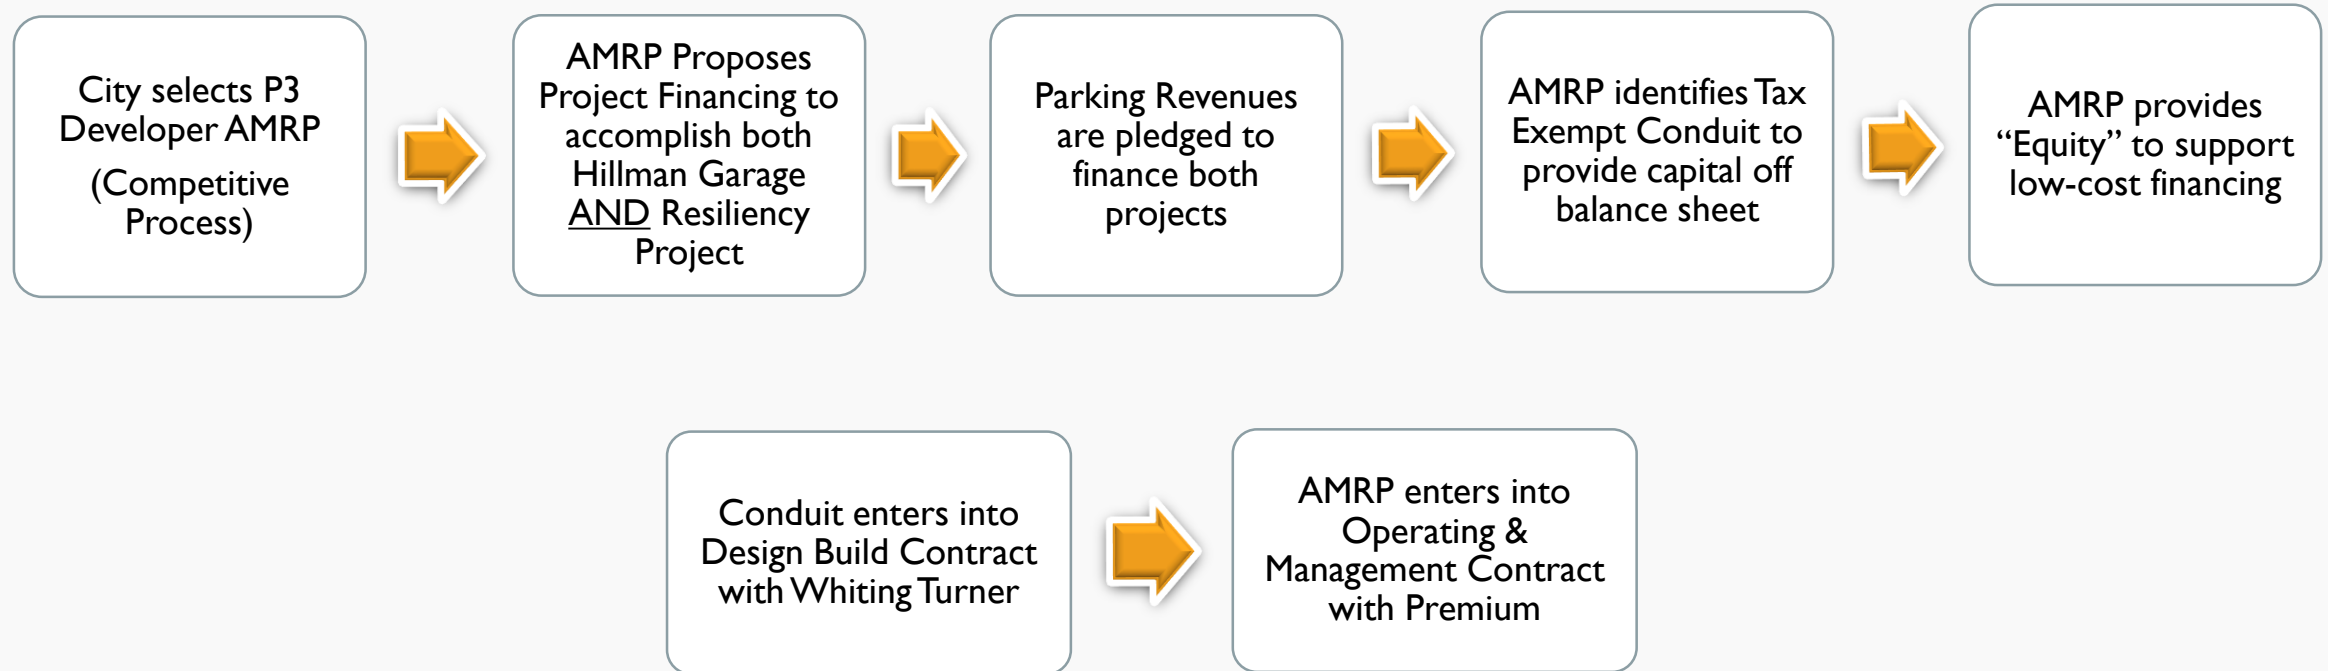 City selects P3
Developer AMRP
(Competitive
Process)
AMRP Proposes
Project Financing to
accomplish both
Hillman Garage
AND Resiliency
Project
Parking Revenues
are pledged to
finance both
projects
AMRP identifies Tax
Exempt Conduit to
provide capital off
balance sheet
AMRP provides
“Equity” to support
low-cost financing
Conduit enters into
Design Build Contract
with Whiting Turner
AMRP enters into
Operating &
Management Contract
with Premium